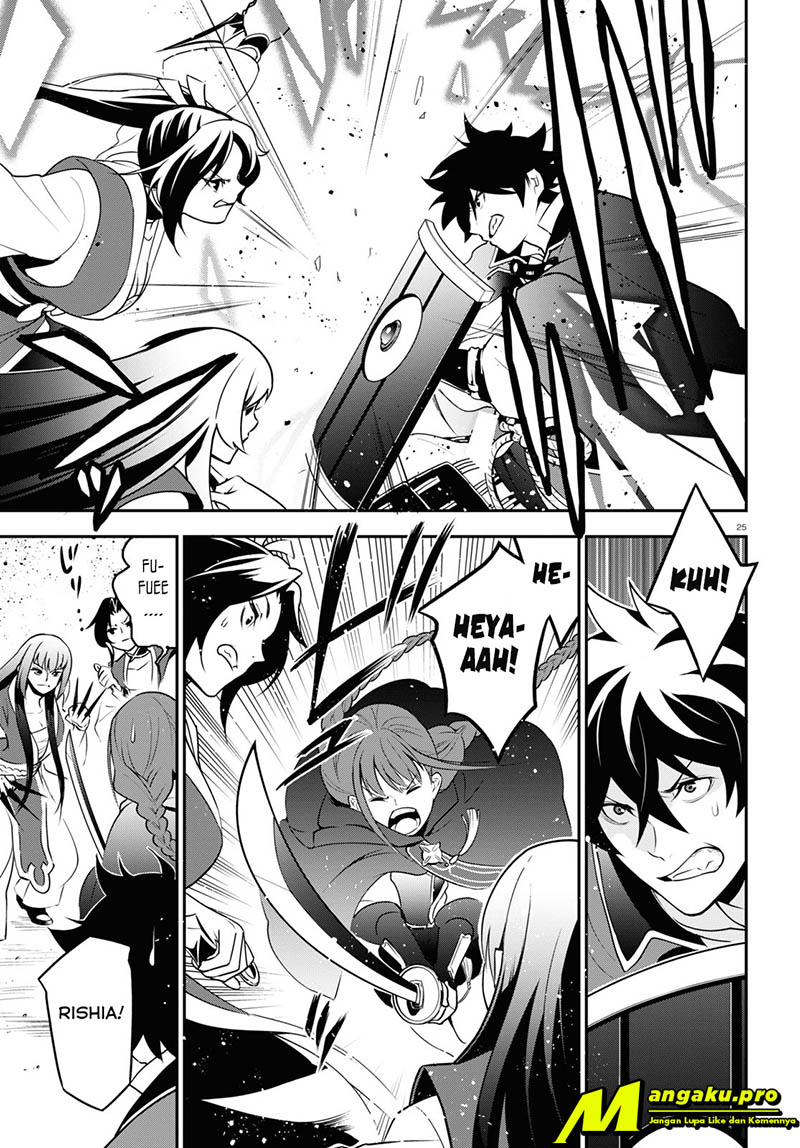 25
KUH!
HE-
HEYA-
AAH!
FU-
FUEE
.....
RISHIA!
Mangaku.pro
Jangan Lupa Like dan Komennya